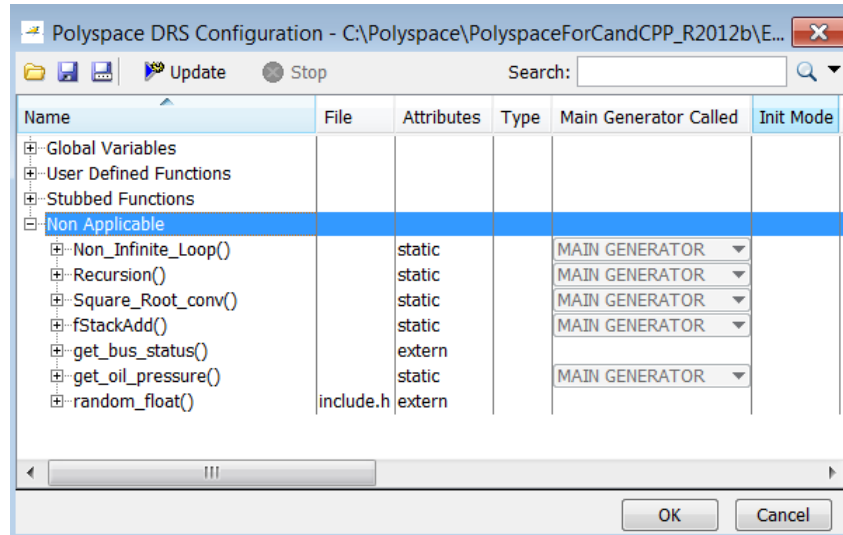 Polyspace DRS Configuration - C:\Polyspace\PolyspaceForCandCPP_R2012b\E...
Update Stop Search:
Name File Attributes Type Main Generator Called Init Mode
Global Variables
User Defined Functions
Stubbed Functions
Non Applicable
Non_Infinite_Loop() static MAIN GENERATOR
Recursion() static MAIN GENERATOR
Square_Root_conv() static MAIN GENERATOR
fStackAdd() static MAIN GENERATOR
get_bus_status() extern
get_oil_pressure() static MAIN GENERATOR
random_float() include.h extern
OK Cancel